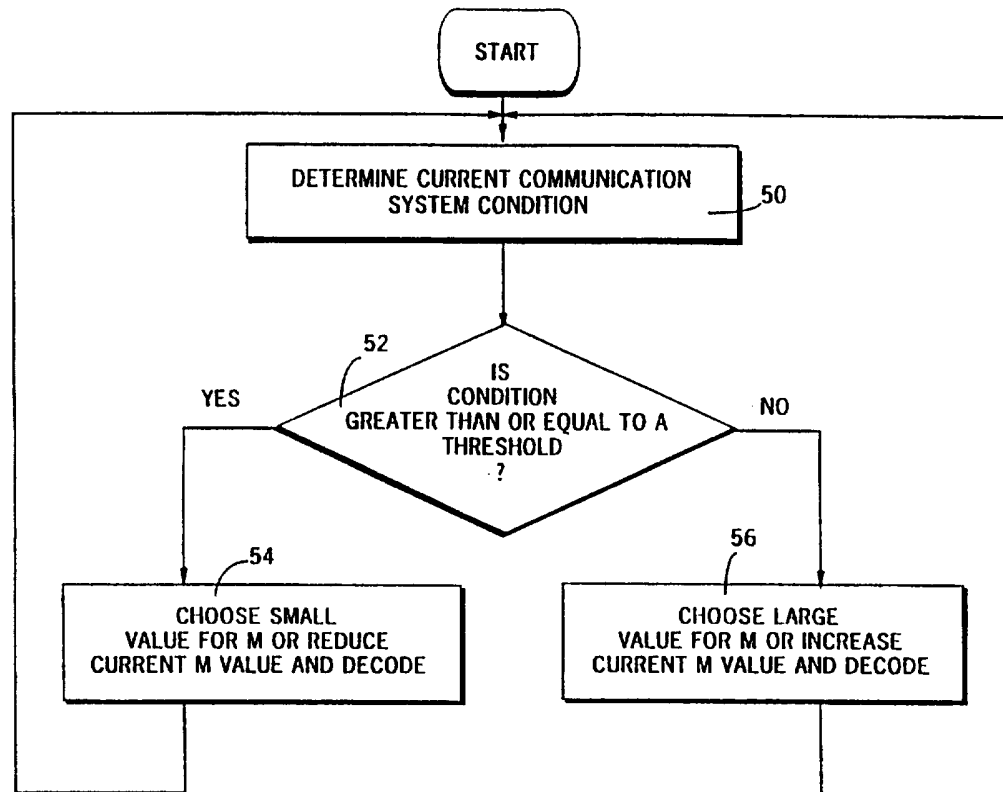 START
DETERMINE CURRENT COMMUNICATION
SYSTEM CONDITION
50
52
IS
CONDITION
GREATER THAN OR EQUAL TO A
THRESHOLD
?
YES
NO
54
CHOOSE SMALL
VALUE FOR M OR REDUCE
CURRENT M VALUE AND DECODE
56
CHOOSE LARGE
VALUE FOR M OR INCREASE
CURRENT M VALUE AND DECODE